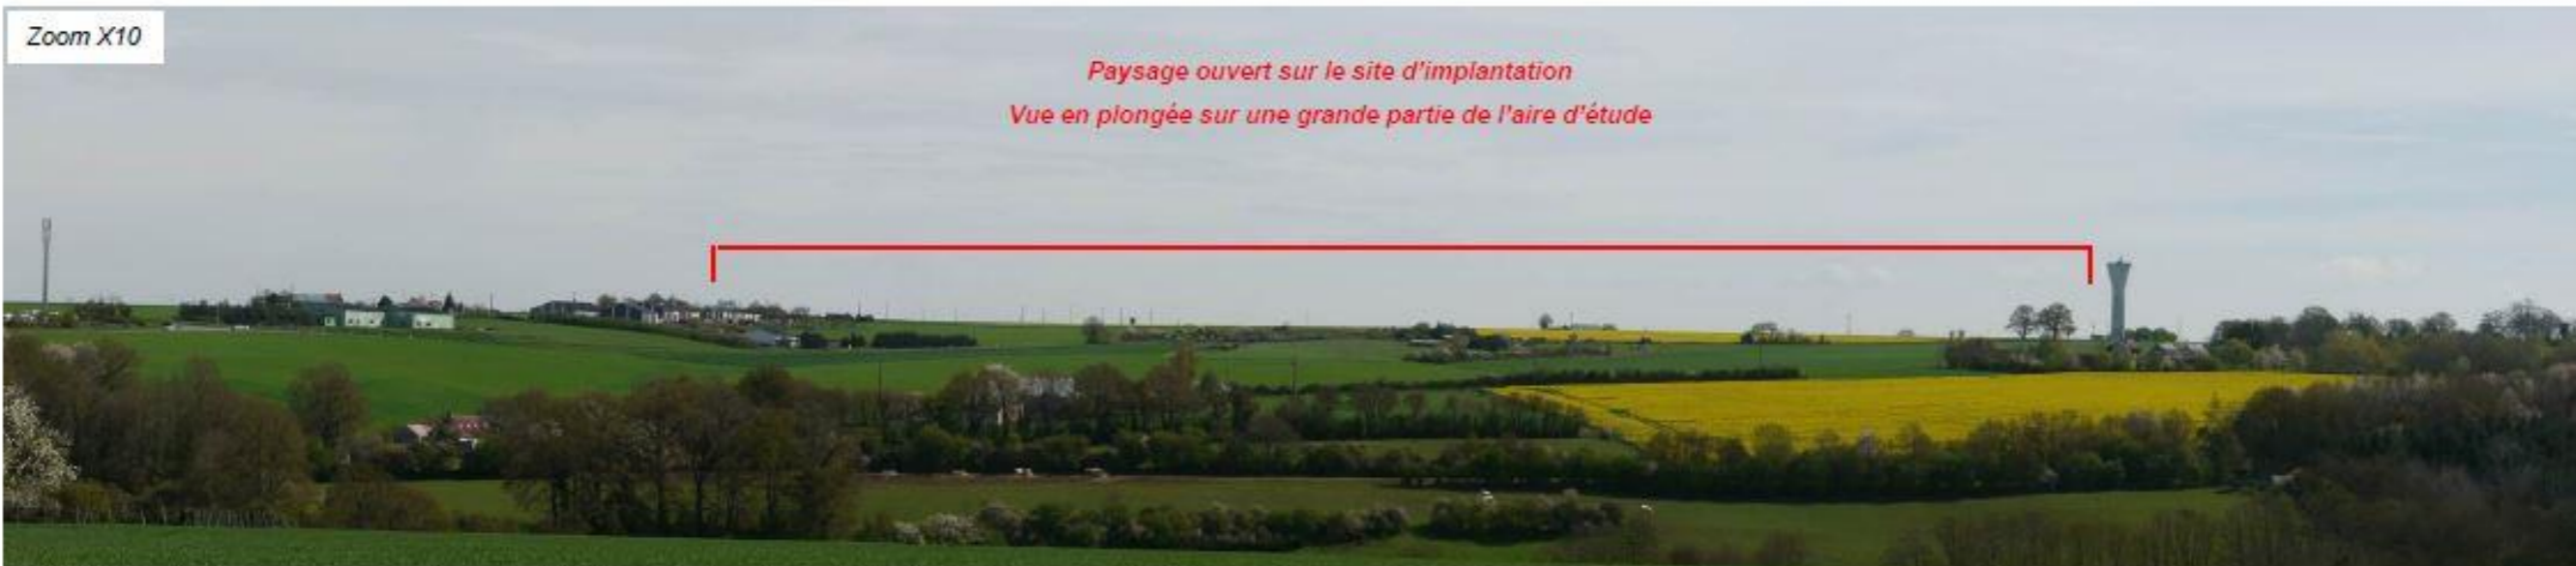 Zoom X10
Paysage ouvert sur le site d'implantation
Vue en plongée sur une grande partie de l'aire d'étude